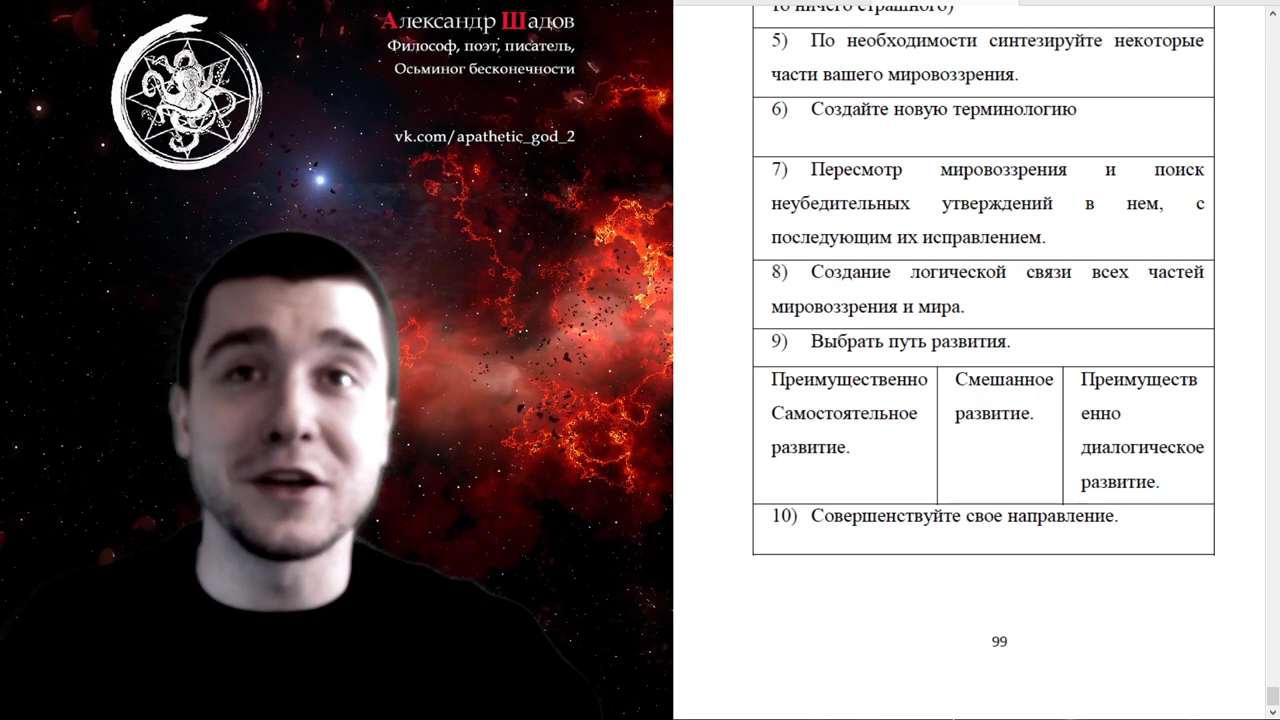 Александр Шадов
Философ, поэт, писатель,
Осьминог бесконечности
vk.com/apathetic_god_2
то ничего страшного)
5) По необходимости синтезируйте некоторые
части вашего мировоззрения.
6) Создайте новую терминологию
7) Пересмотр мировоззрения и поиск
неубедительных утверждений в нем, с
последующим их исправлением.
8) Создание логической связи всех частей
мировоззрения и мира.
9) Выбрать путь развития.
Преимущественно
Самостоятельное
развитие.
Смешанное
развитие.
Преимуществ
енно
диалогическое
развитие.
10) Совершенствуйте свое направление.
99